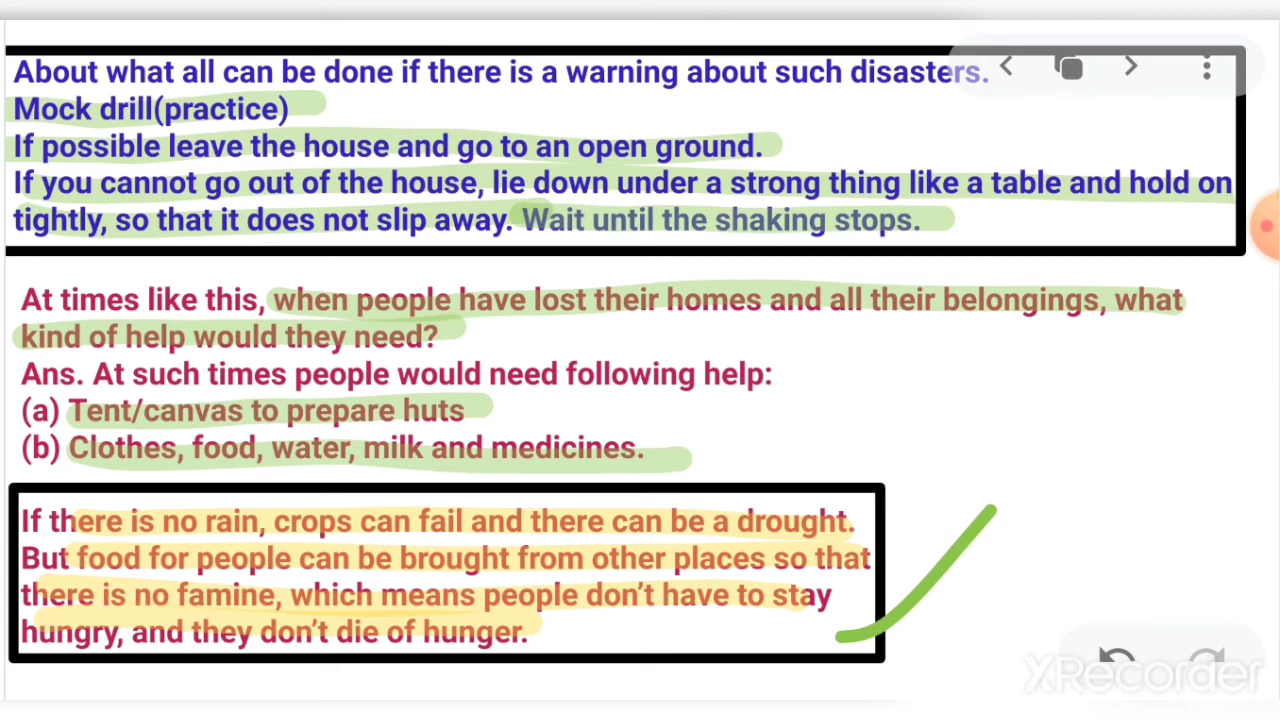 About what all can be done if there is a warning about such disasters.
Mock drill(practice)
If possible leave the house and go to an open ground.
If you cannot go out of the house, lie down under a strong thing like a table and hold on
tightly, so that it does not slip away. Wait until the shaking stops.
At times like this, when people have lost their homes and all their belongings, what
kind of help would they need?
Ans. At such times people would need following help:
(a) Tent/canvas to prepare huts
(b) Clothes, food, water, milk and medicines.
If there is no rain, crops can fail and there can be a drought.
But food for people can be brought from other places so that
there is no famine, which means people don't have to stay
hungry, and they don't die of hunger.
XRecorder